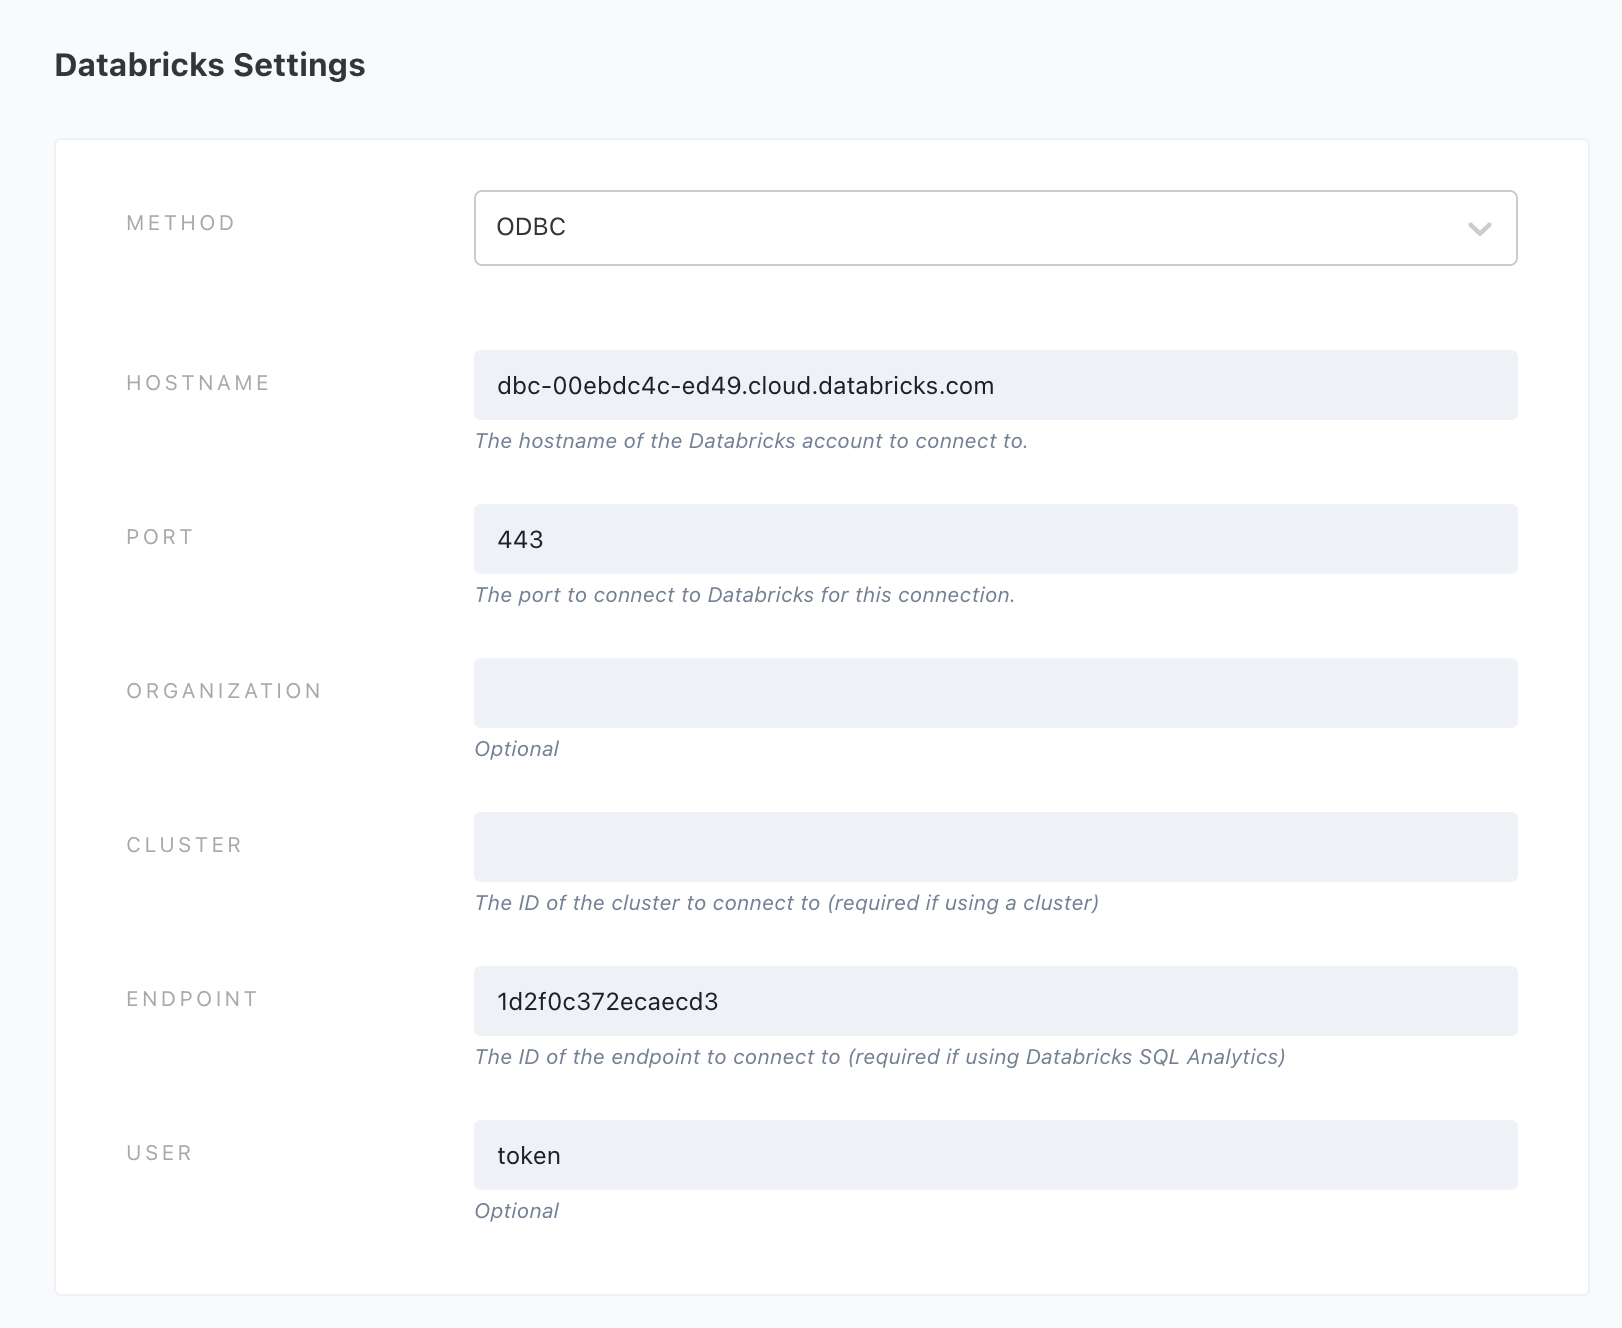 Databricks Settings
METHOD
ODBC
HOSTNAME
dbc-00ebdc4c-ed49.cloud.databricks.com
The hostname of the Databricks account to connect to.
PORT
443
The port to connect to Databricks for this connection.
ORGANIZATION
Optional
CLUSTER
The ID of the cluster to connect to (required if using a cluster)
ENDPOINT
1d2f0c372ecaecd3
The ID of the endpoint to connect to (required if using Databricks SQL Analytics)
USER
token
Optional